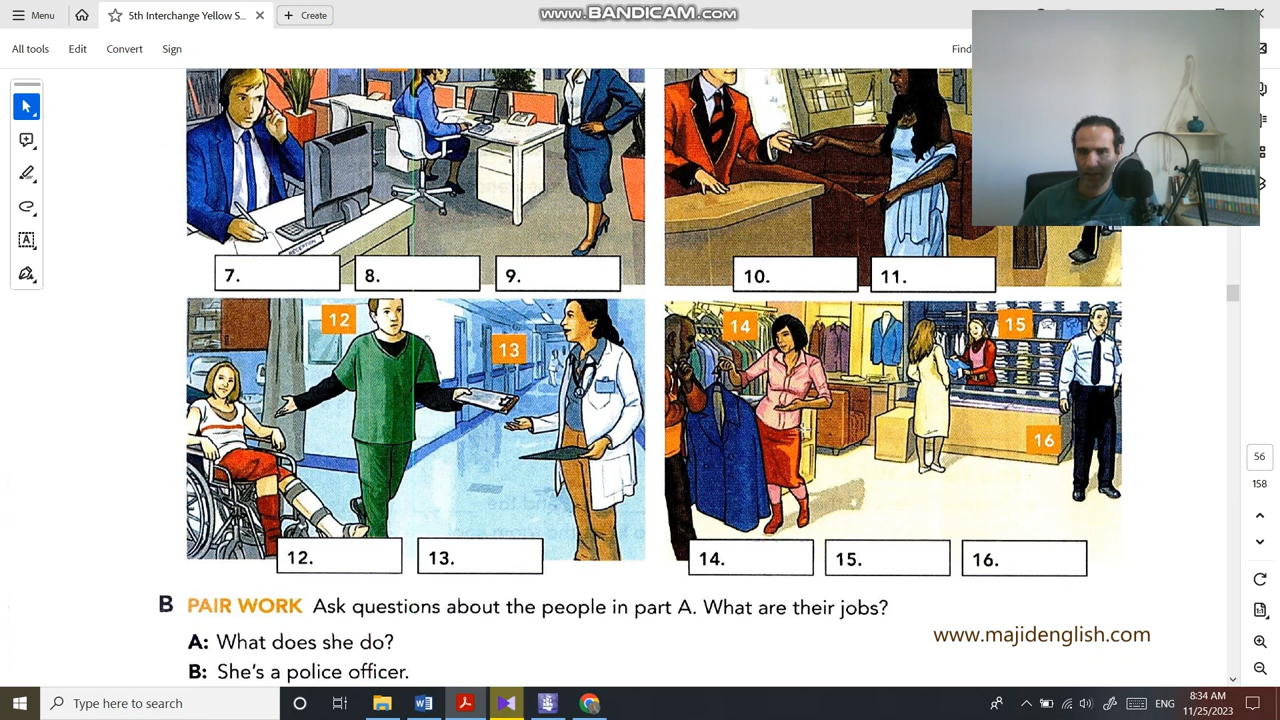 www.BANDICAM.com
Menu
5th Interchange Yellow S...
Create
All tools
Edit
Convert
Sign
Find
RECEPTION
7.
8.
9.
10.
11.
12
13
14
15
16
12.
13.
14.
15.
16.
B PAIR WORK Ask questions about the people in part A. What are their jobs?
A: What does she do?
B: She's a police officer.
www.majidenglish.com
56
158
Type here to search
ENG
8:34 AM
11/25/2023